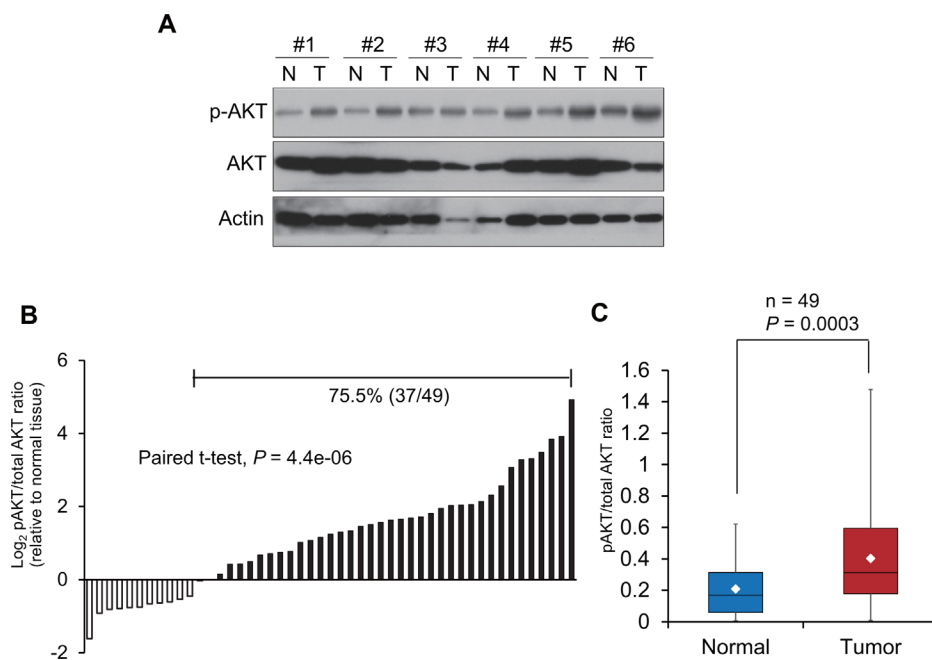 A
#1 #2 #3 #4 #5 #6
N T N T N T N T N T N T
p-AKT
AKT
Actin
B
Log2 pAKT/total AKT ratio
(relative to normal tissue)
6
4
2
0
-2
75.5% (37/49)
Paired t-test, P = 4.4e-06
C
n = 49
P = 0.0003
pAKT/total AKT ratio
1.6
1.4
1.2
1
0.8
0.6
0.4
0.2
0
Normal Tumor